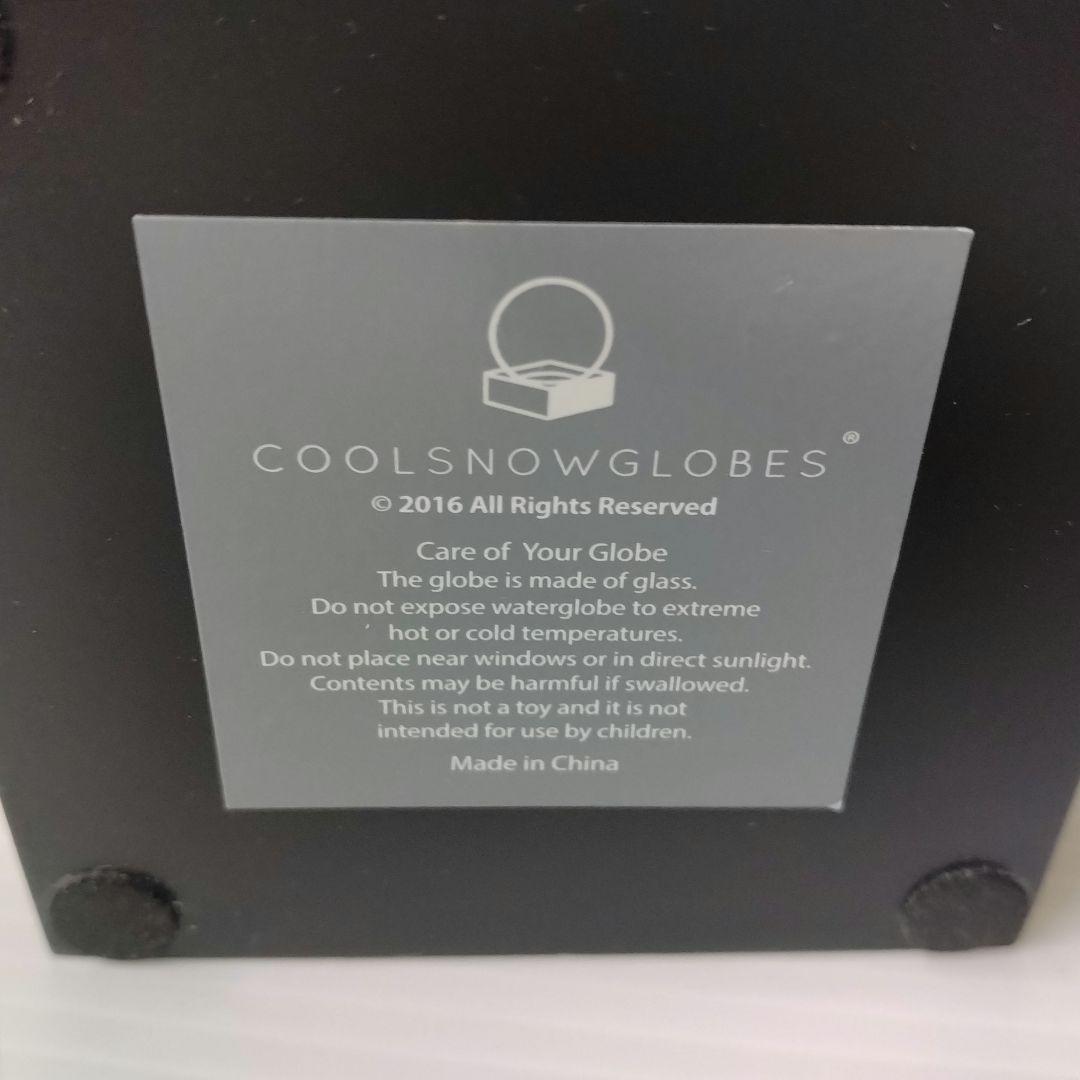 COOLSNOWGLOBES®
© 2016 All Rights Reserved
Care of Your Globe
The globe is made of glass.
Do not expose waterglobe to extreme
hot or cold temperatures.
Do not place near windows or in direct sunlight.
Contents may be harmful if swallowed.
This is not a toy and it is not
intended for use by children.
Made in China